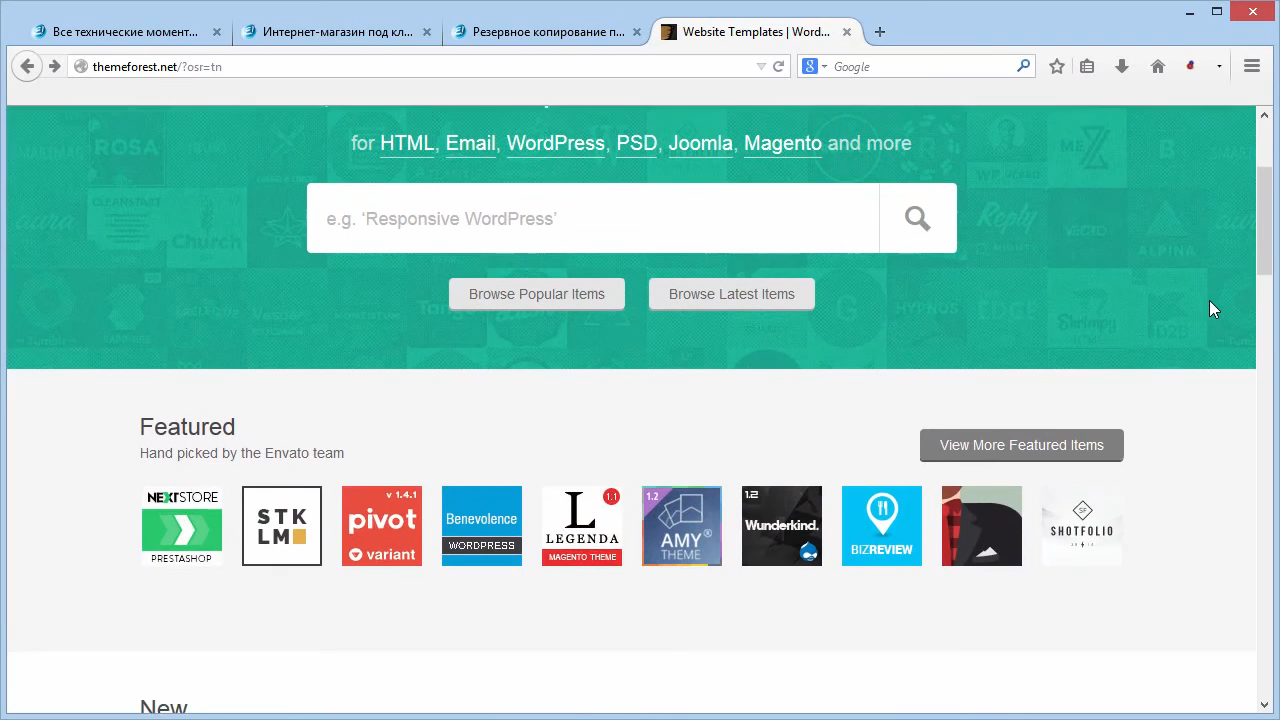 Все технические момент...
Интернет-магазин под кл...
Резервное копирование п...
Website Templates | Word...
themeforest.net/?osr=tn
Google
for HTML, Email, WordPress, PSD, Joomla, Magento and more
e.g. ‘Responsive WordPress’
Browse Popular Items
Browse Latest Items
Featured
Hand picked by the Envato team
View More Featured Items
NEXTSTORE
PRESTASHOP
STK
LM
v 1.4.1
pivot
variant
Benevolence
WORDPRESS
1.1
L
LEGENDA
MAGENTO THEME
1.2
AMY®
THEME
1.2
Wunderkind.
BIZREVIEW
SF
SHOTFOLIO
New